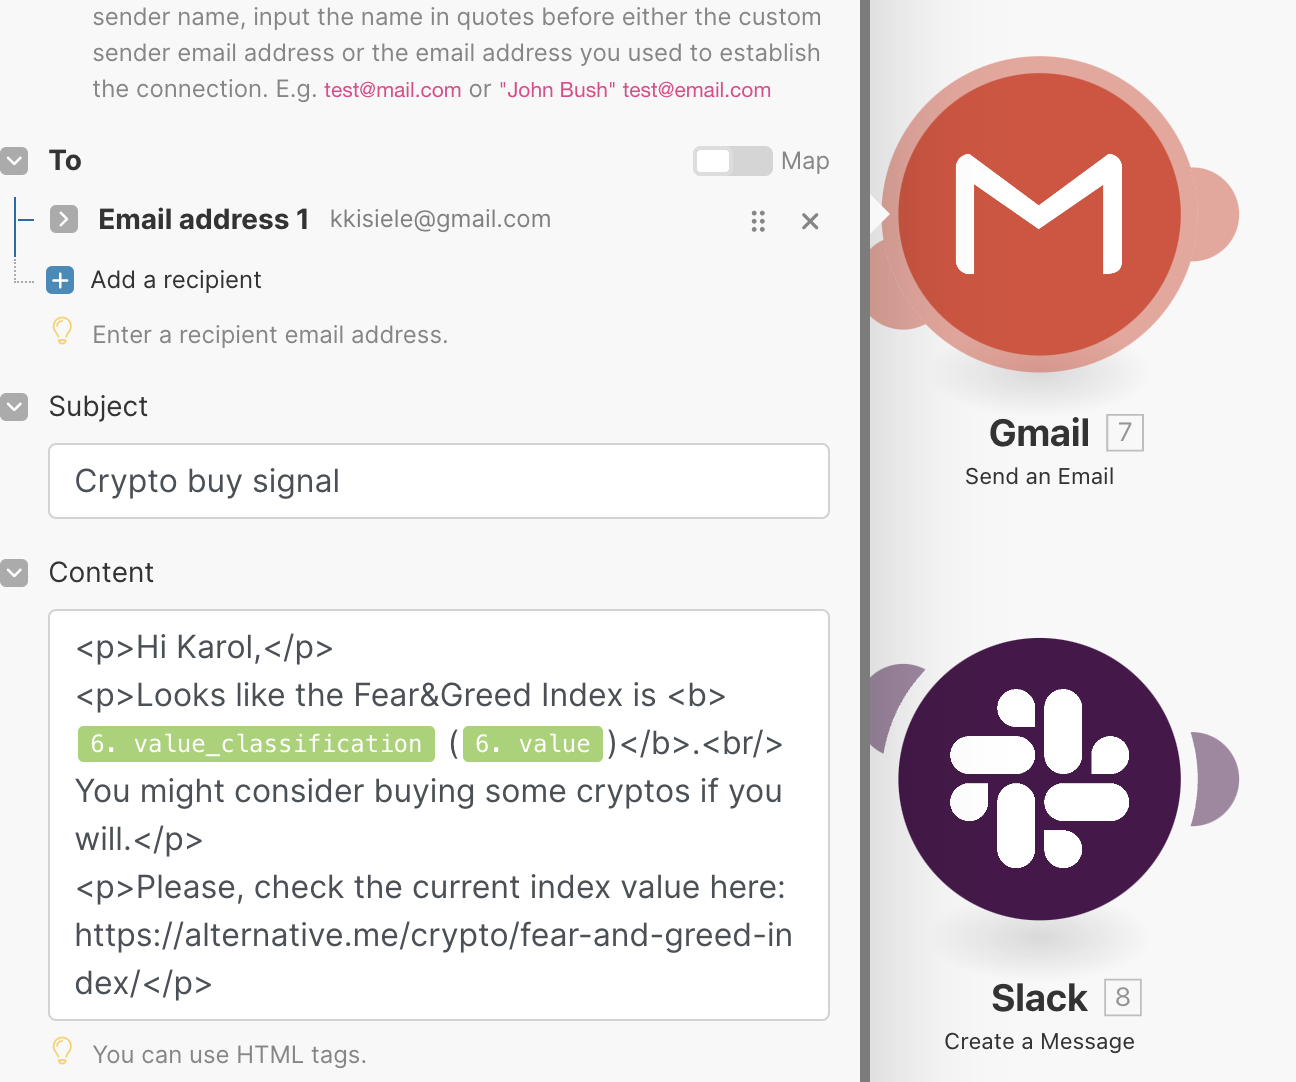 sender name, input the name in quotes before either the custom
sender email address or the email address you used to establish
the connection. E.g. test@mail.com or "John Bush" test@email.com
To
Map
Email address 1 kkisiele@gmail.com
Add a recipient
Enter a recipient email address.
Subject
Crypto buy signal
Content
<p>Hi Karol,</p>
<p>Looks like the Fear&Greed Index is <b>
6. value_classification (6. value)</b>.<br/>
You might consider buying some cryptos if you
will.</p>
<p>Please, check the current index value here:
https://alternative.me/crypto/fear-and-greed-in
dex/</p>
You can use HTML tags.
Gmail 7
Send an Email
Slack 8
Create a Message